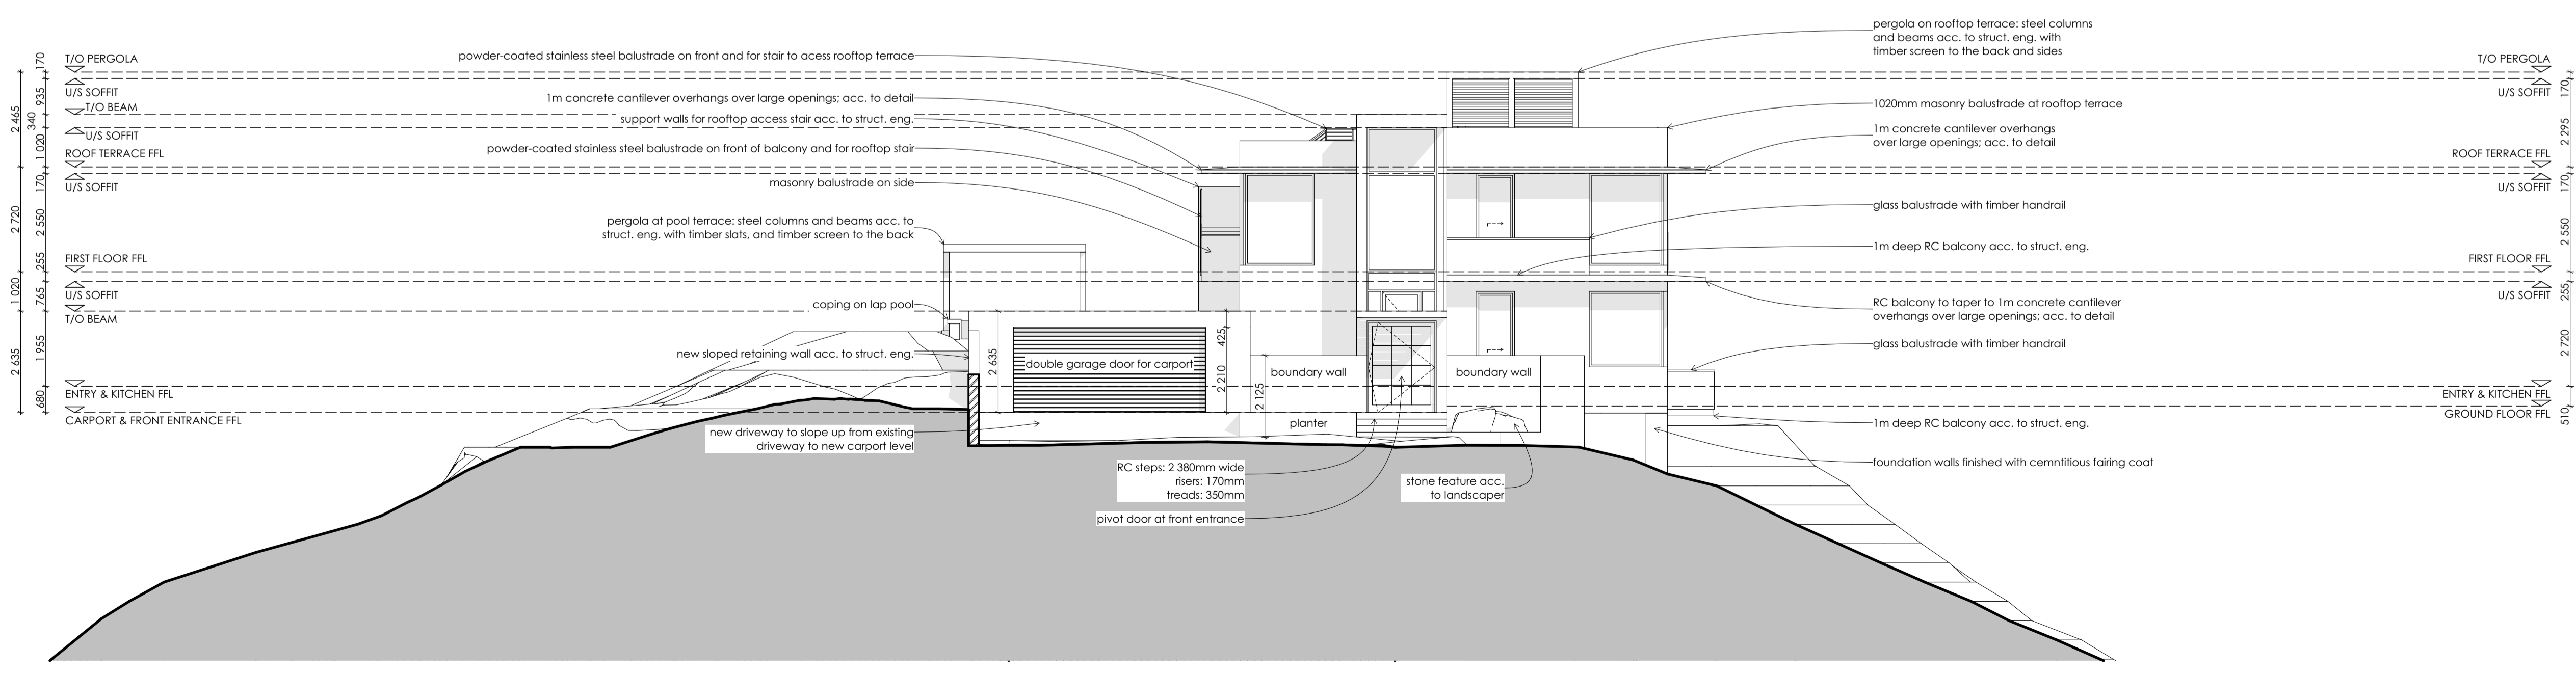 T/O PERGOLA
U/S SOFFIT
T/O BEAM
U/S SOFFIT
ROOF TERRACE FFL
U/S SOFFIT
FIRST FLOOR FFL
U/S SOFFIT
T/O BEAM
ENTRY & KITCHEN FFL
CARPORT & FRONT ENTRANCE FFL
2 465
2 720
1 020
2 635
170
935
340
1 020
170
2 550
255
765
1 955
680
powder-coated stainless steel balustrade on front and for stair to acess rooftop terrace
1m concrete cantilever overhangs over large openings; acc. to detail
support walls for rooftop access stair acc. to struct. eng.
powder-coated stainless steel balustrade on front of balcony and for rooftop stair
masonry balustrade on side
pergola at pool terrace: steel columns and beams acc. to
struct. eng. with timber slats, and timber screen to the back
coping on lap pool
new sloped retaining wall acc. to struct. eng.
new driveway to slope up from existing
driveway to new carport level
2 635
double garage door for carport
425
2 210
2 125
boundary wall
planter
boundary wall
RC steps: 2 380mm wide
risers: 170mm
treads: 350mm
pivot door at front entrance
stone feature acc.
to landscaper
pergola on rooftop terrace: steel columns
and beams acc. to struct. eng. with
timber screen to the back and sides
1020mm masonry balustrade at rooftop terrace
1m concrete cantilever overhangs
over large openings; acc. to detail
glass balustrade with timber handrail
1m deep RC balcony acc. to struct. eng.
RC balcony to taper to 1m concrete cantilever
overhangs over large openings; acc. to detail
glass balustrade with timber handrail
1m deep RC balcony acc. to struct. eng.
foundation walls finished with cemntitious fairing coat
T/O PERGOLA
U/S SOFFIT
ROOF TERRACE FFL
U/S SOFFIT
FIRST FLOOR FFL
U/S SOFFIT
ENTRY & KITCHEN FFL
GROUND FLOOR FFL
170
2 295
170
2 550
255
2 720
510